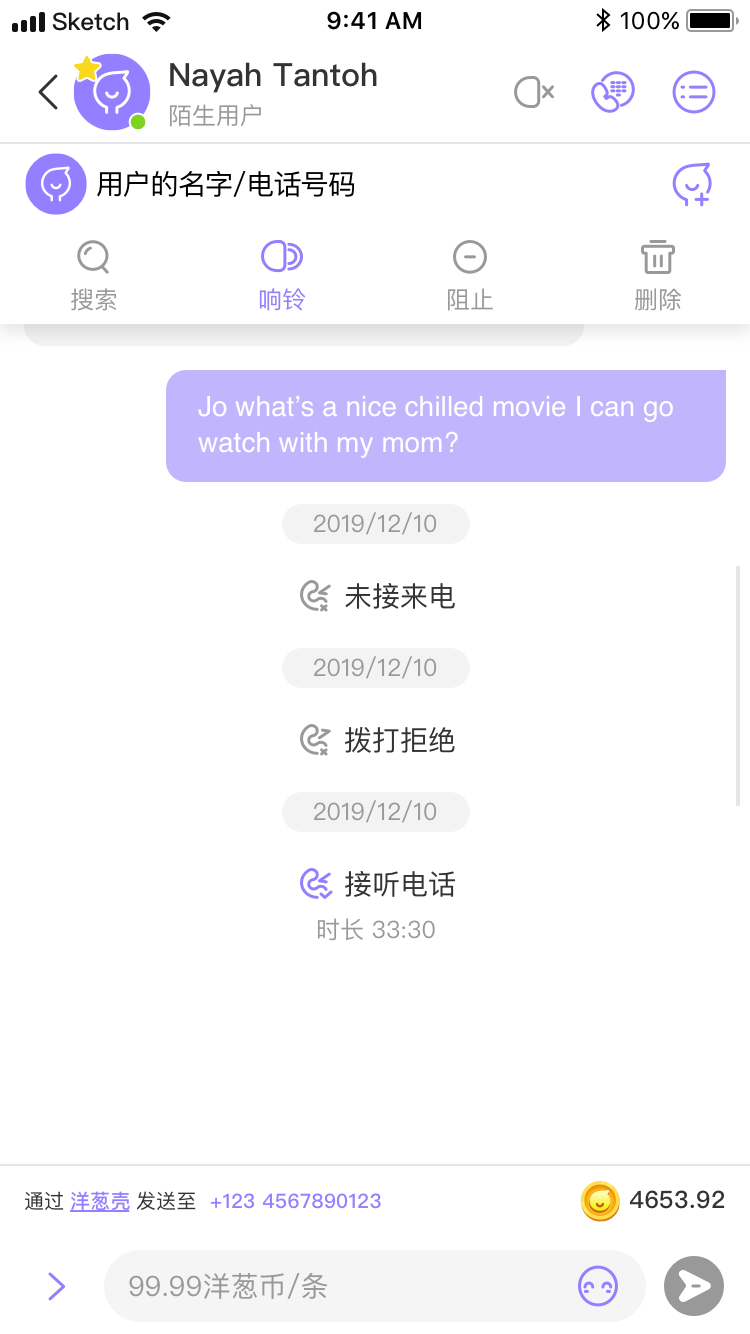 Sketch 9:41 AM 100%
Nayah Tantoh
陌生用户
用户的名字/电话号码
搜索 响铃 阻止 删除
Jo what’s a nice chilled movie I can go
watch with my mom?
2019/12/10
未接来电
2019/12/10
拨打拒绝
2019/12/10
接听电话
时长 33:30
通过 洋葱壳 发送至 +123 4567890123 4653.92
99.99洋葱币/条